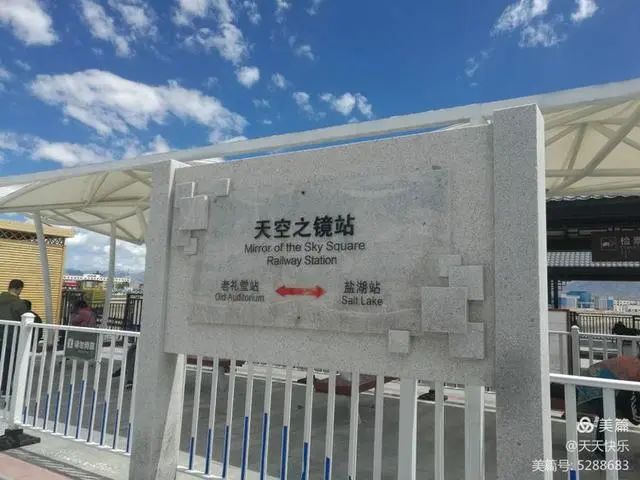 天空之镜站
Mirror of the Sky Square
Railway Station
老礼堂站
Old Auditorium
盐湖站
Salt Lake
美篇
@天天快乐
美篇号: 5288683